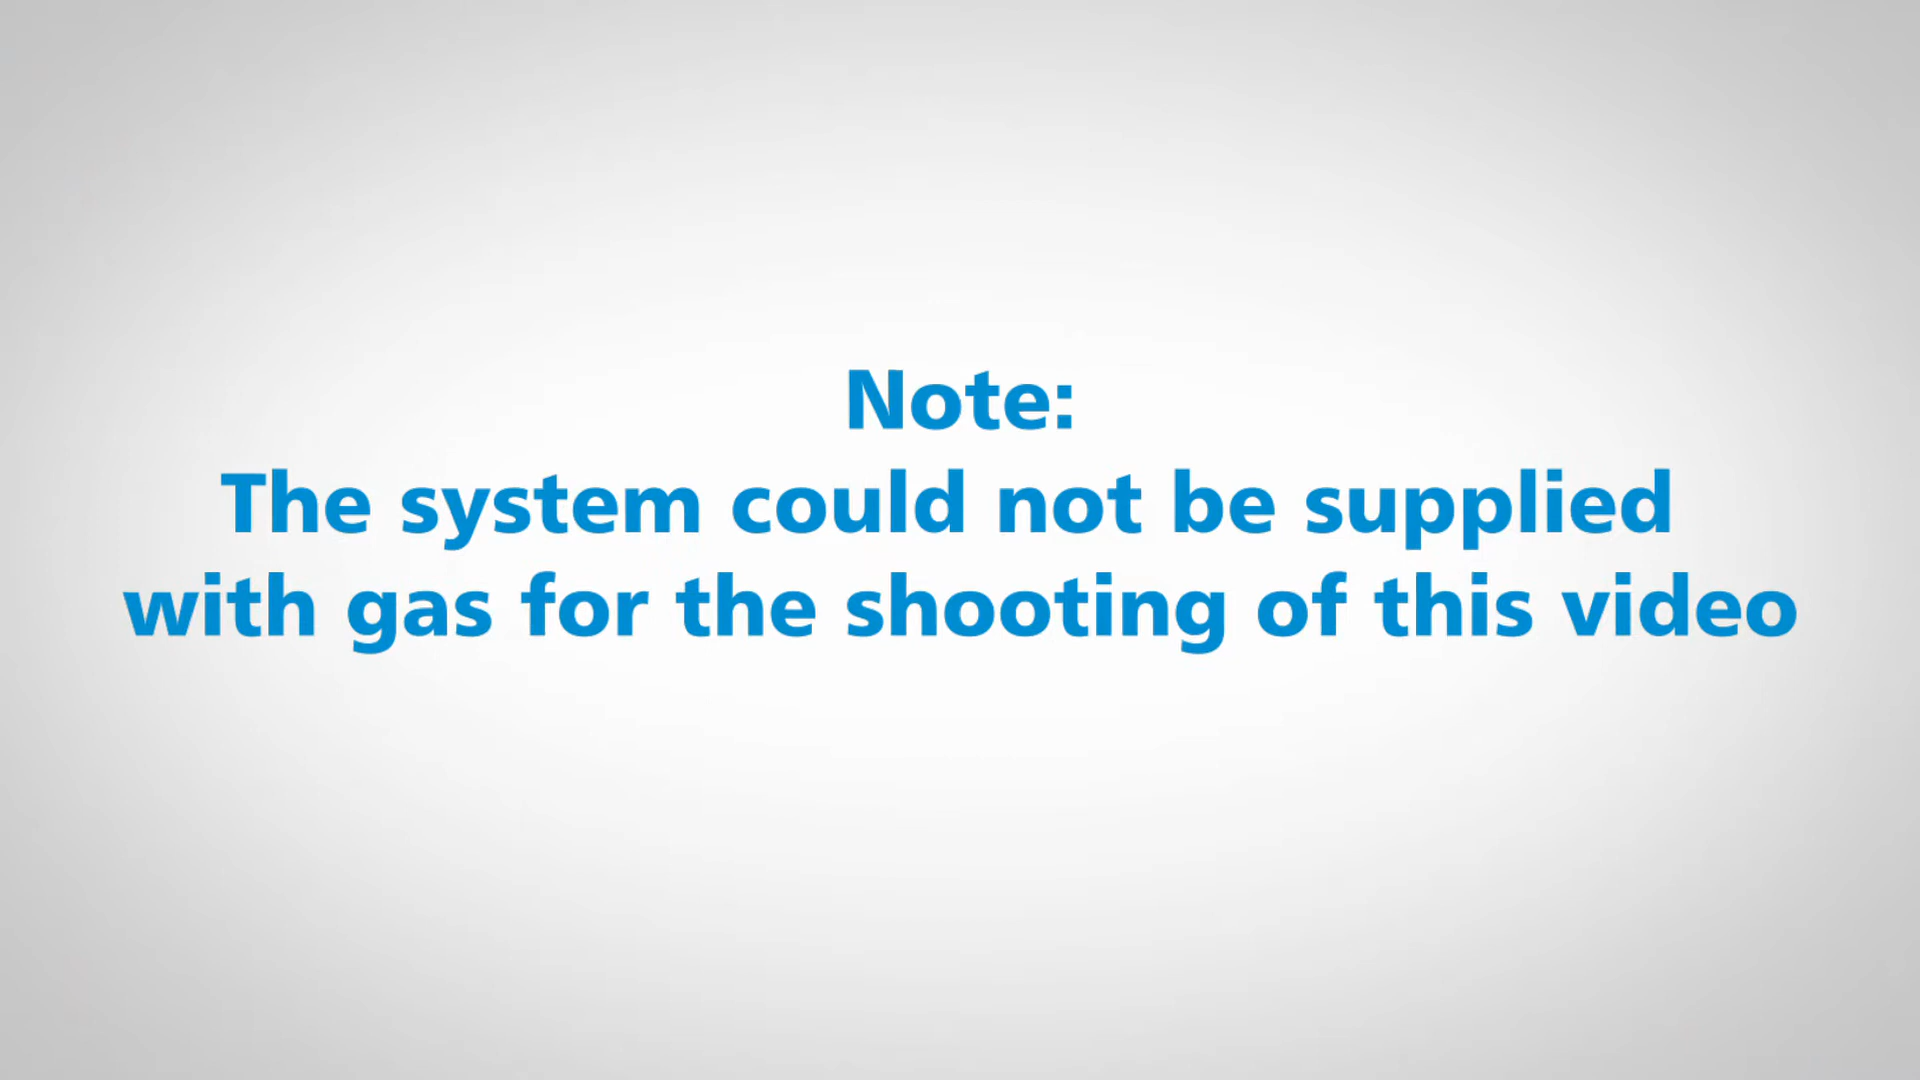 Note:
The system could not be supplied
with gas for the shooting of this video